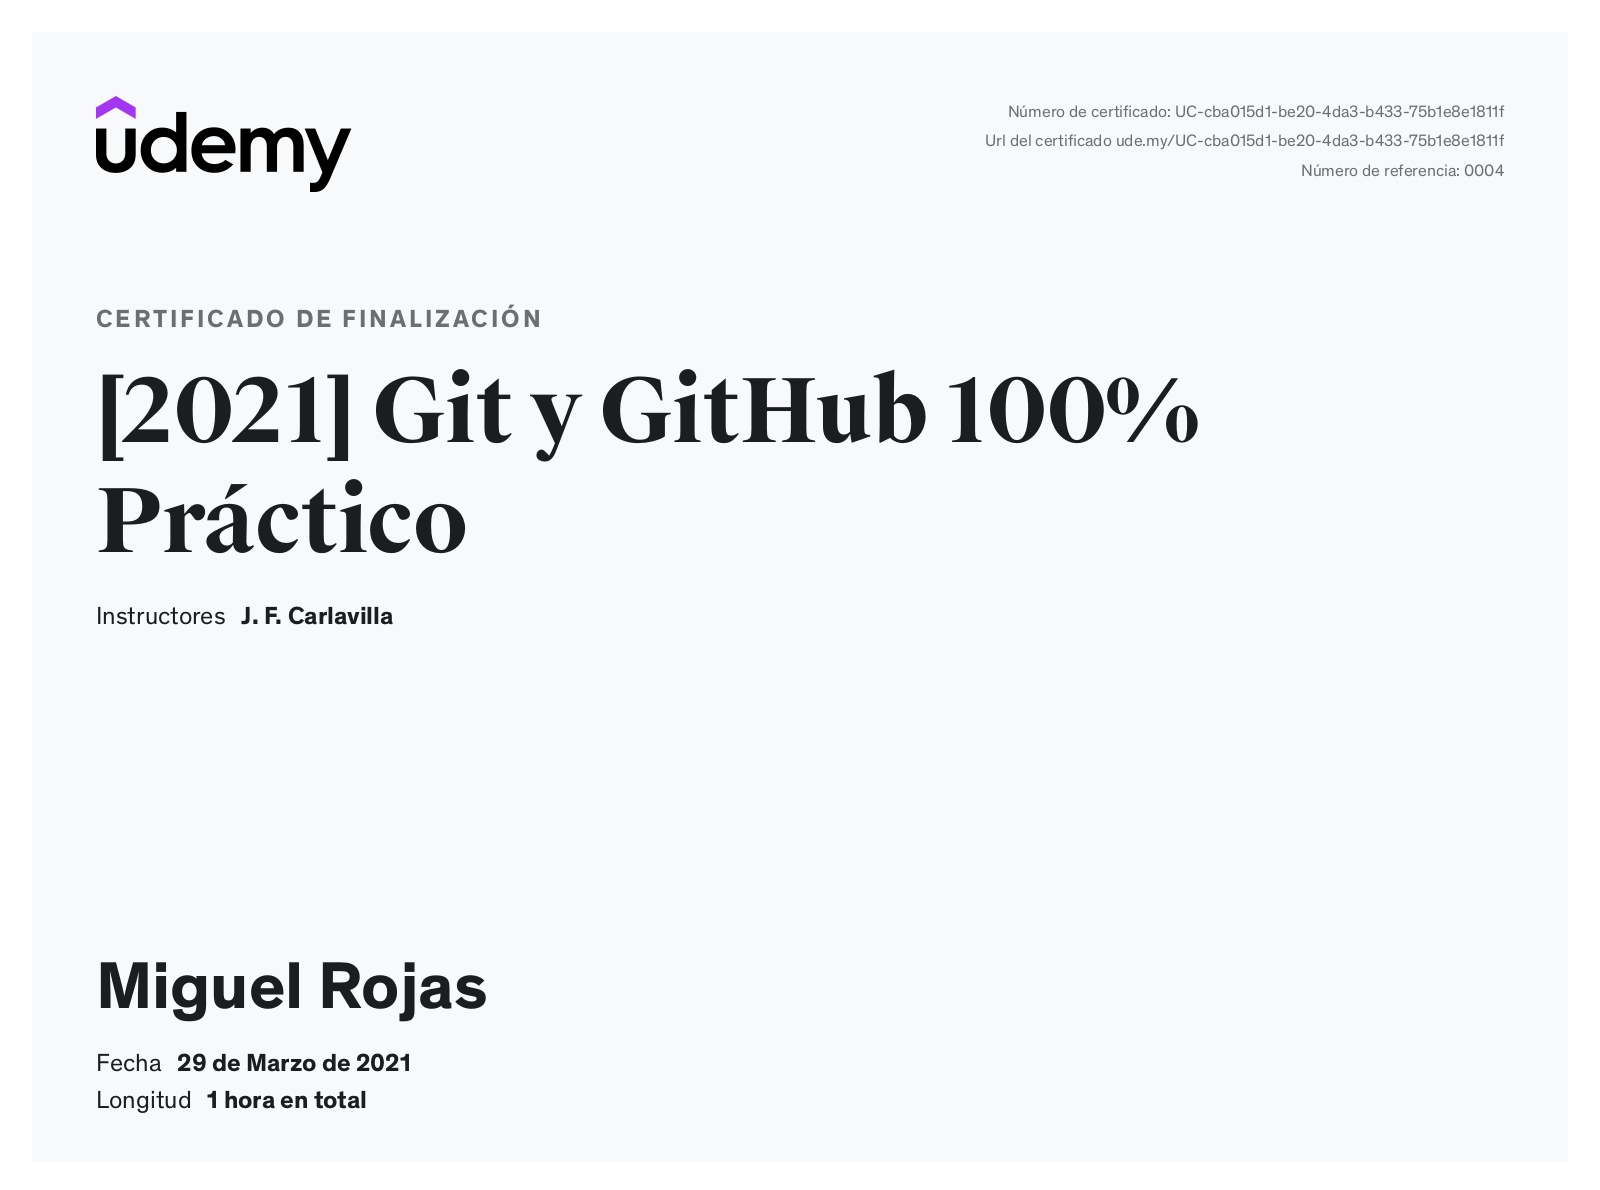 udemy
Número de certificado: UC-cba015d1-be20-4da3-b433-75b1e8e1811f
Url del certificado ude.my/UC-cba015d1-be20-4da3-b433-75b1e8e1811f
Número de referencia: 0004
CERTIFICADO DE FINALIZACIÓN
[2021] Git y GitHub 100%
Práctico
Instructores J. F. Carlavilla
Miguel Rojas
Fecha 29 de Marzo de 2021
Longitud 1 hora en total